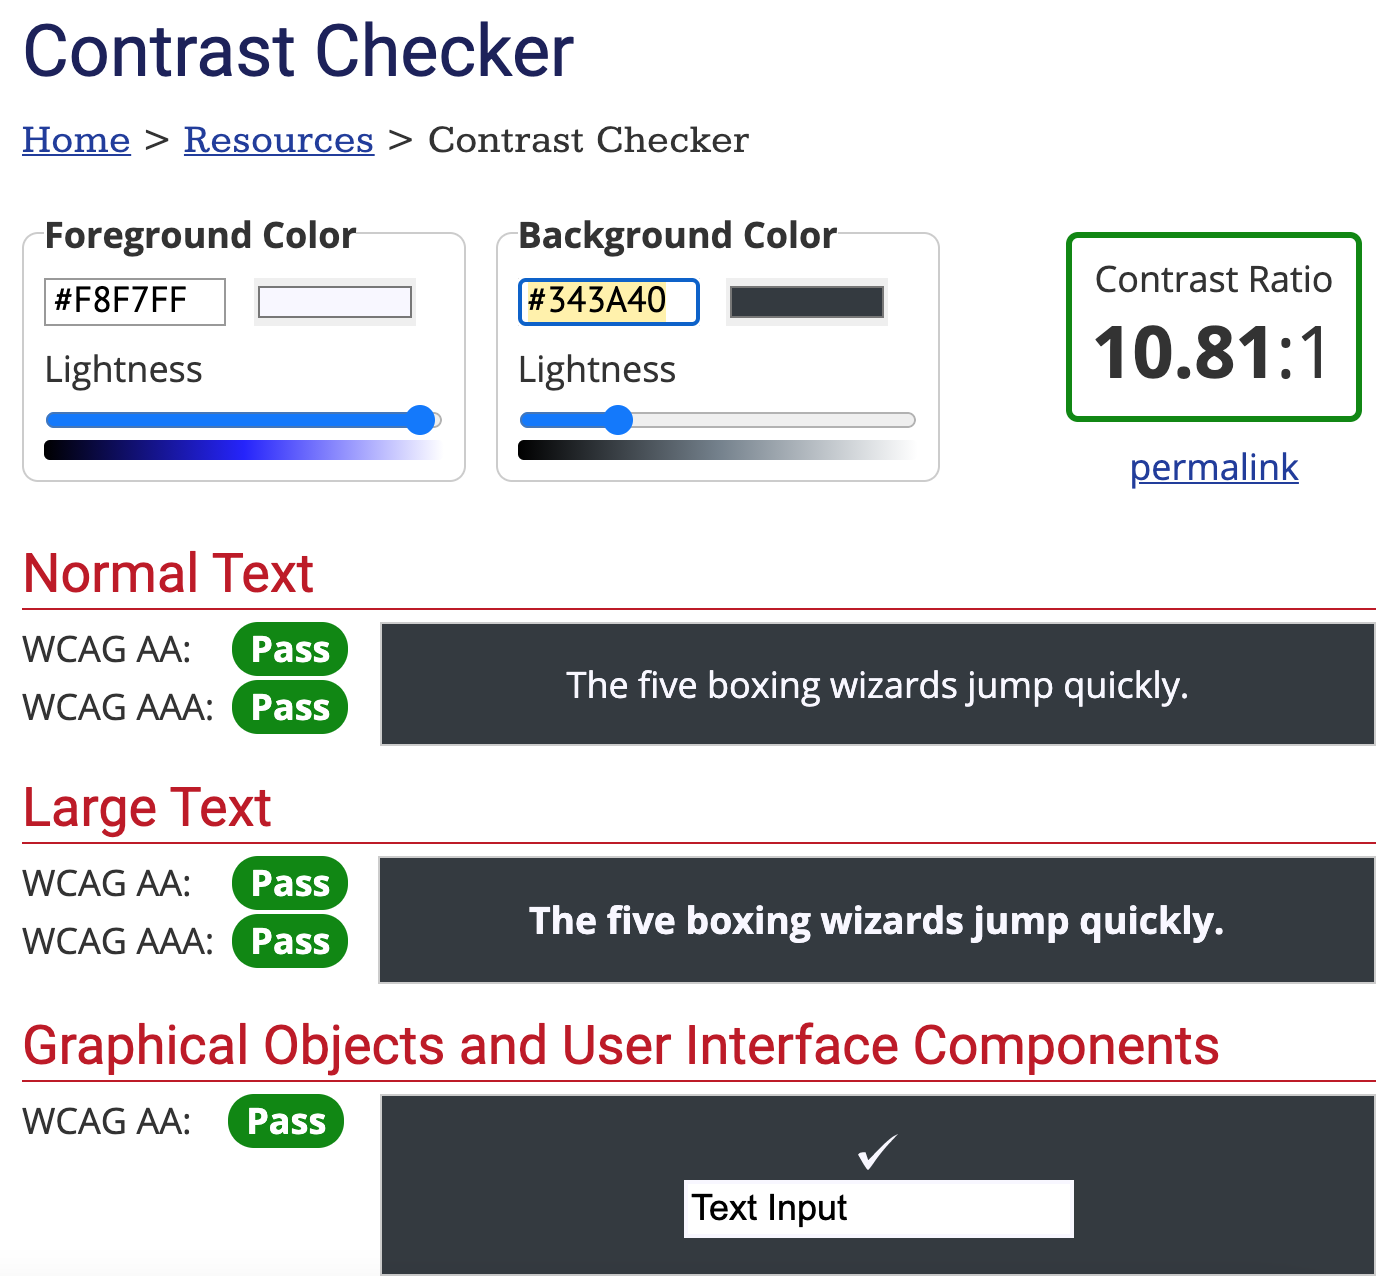 Contrast Checker
Home > Resources > Contrast Checker
Foreground Color
#F8F7FF
Lightness
Background Color
#343A40
Lightness
Contrast Ratio
10.81:1
permalink
Normal Text
WCAG AA: Pass
WCAG AAA: Pass
The five boxing wizards jump quickly.
Large Text
WCAG AA: Pass
WCAG AAA: Pass
The five boxing wizards jump quickly.
Graphical Objects and User Interface Components
WCAG AA: Pass
✓
Text Input